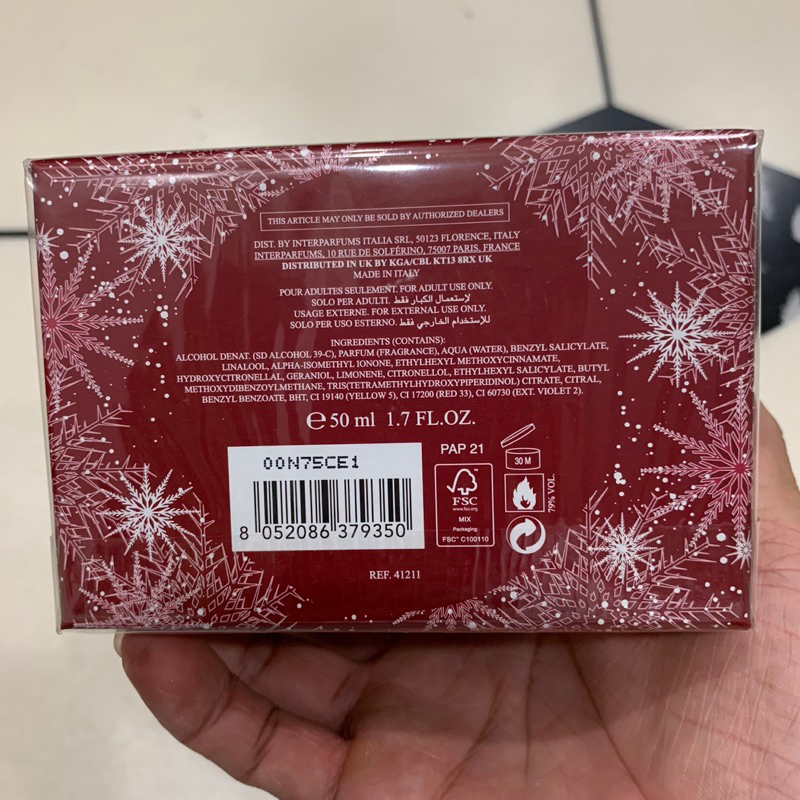 THIS ARTICLE MAY ONLY BE SOLD BY AUTHORIZED DEALERS
DIST. BY INTERPARFUMS ITALIA SRL, 50123 FLORENCE, ITALY
INTERPARFUMS, 10 RUE DE SOLFÉRINO, 75007 PARIS, FRANCE
DISTRIBUTED IN UK BY KGA/CBL KT13 8RX UK
MADE IN ITALY
POUR ADULTES SEULEMENT. FOR ADULT USE ONLY.
SOLO PER ADULTI. لإستعمال الكبار فقط.
USAGE EXTERNE. FOR EXTERNAL USE ONLY.
SOLO PER USO ESTERNO. للإستخدام الخارجي فقط.
INGREDIENTS (CONTAINS):
ALCOHOL DENAT. (SD ALCOHOL 39-C), PARFUM (FRAGRANCE), AQUA (WATER), BENZYL SALICYLATE,
LINALOOL, ALPHA-ISOMETHYL IONONE, ETHYLHEXYL METHOXYCINNAMATE,
HYDROXYCITRONELLAL, GERANIOL, LIMONENE, CITRONELLOL, ETHYLHEXYL SALICYLATE, BUTYL
METHOXYDIBENZOYLMETHANE, TRIS(TETRAMETHYLHYDROXYPIPERIDINOL) CITRATE, CITRAL,
BENZYL BENZOATE, BHT, CI 19140 (YELLOW 5), CI 17200 (RED 33), CI 60730 (EXT. VIOLET 2).
℮ 50 ml 1.7 FL.OZ.
00N75CE1
8 052086 379350
PAP 21
FSC
www.fsc.org
MIX
Packaging
FSC™ C100110
30 M
79% VOL.
REF. 41211